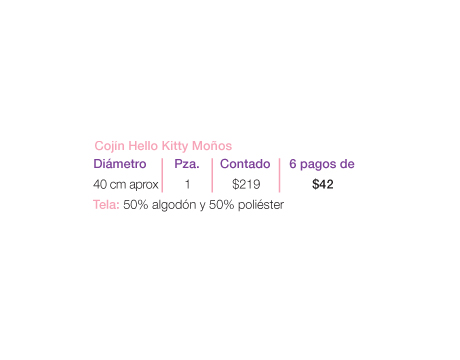 Cojín Hello Kitty Moños
Diámetro Pza. Contado 6 pagos de
40 cm aprox 1 $219 $42
Tela: 50% algodón y 50% poliéster